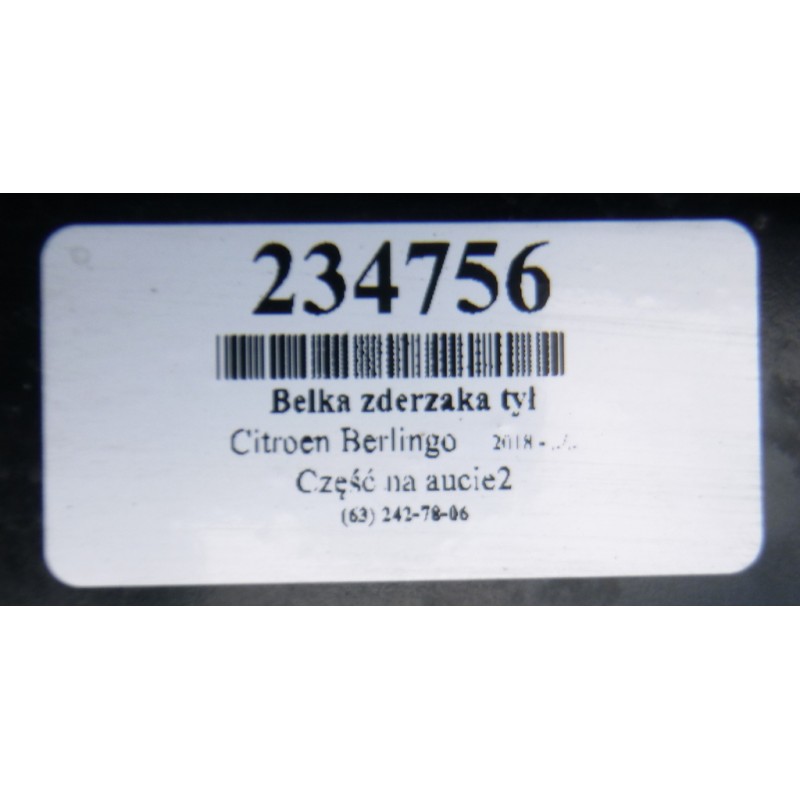 234756
Belka zderzaka tył
Citroen Berlingo 2018 -
Część na aucie2
(63) 242-78-06